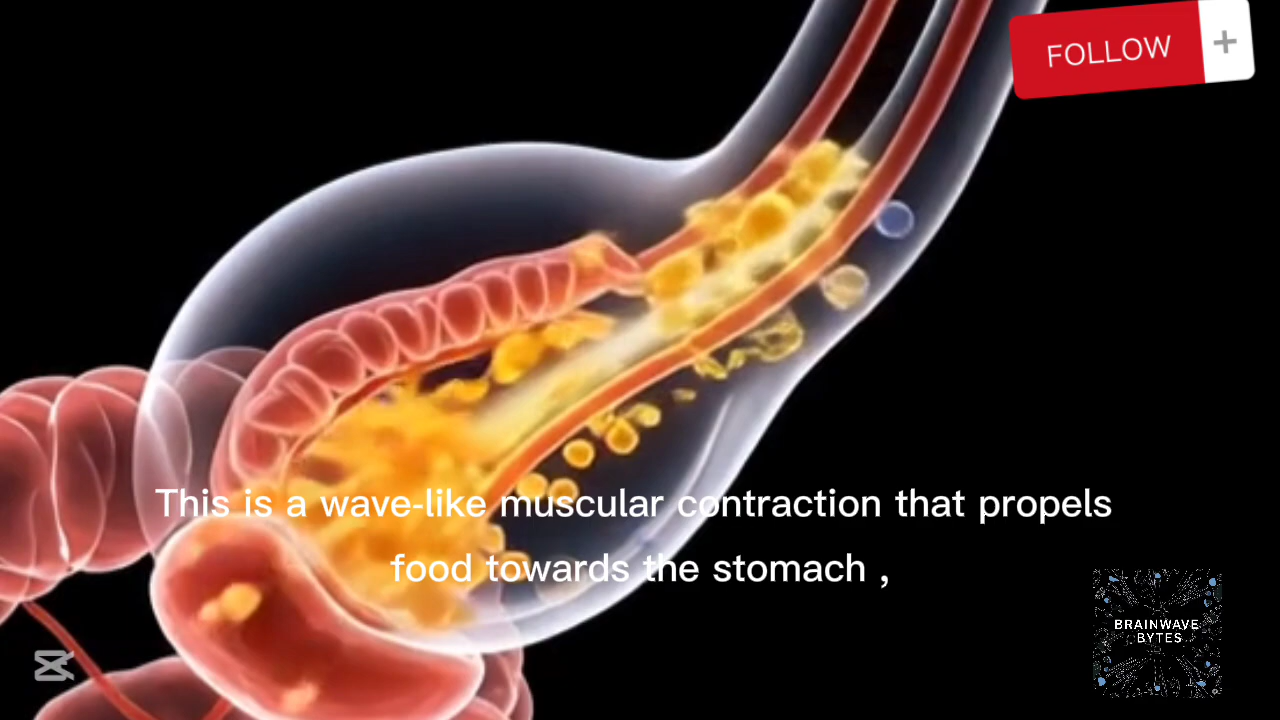 FOLLOW +
This is a wave-like muscular contraction that propels
food towards the stomach ,
BRAINWAVE
BYTES